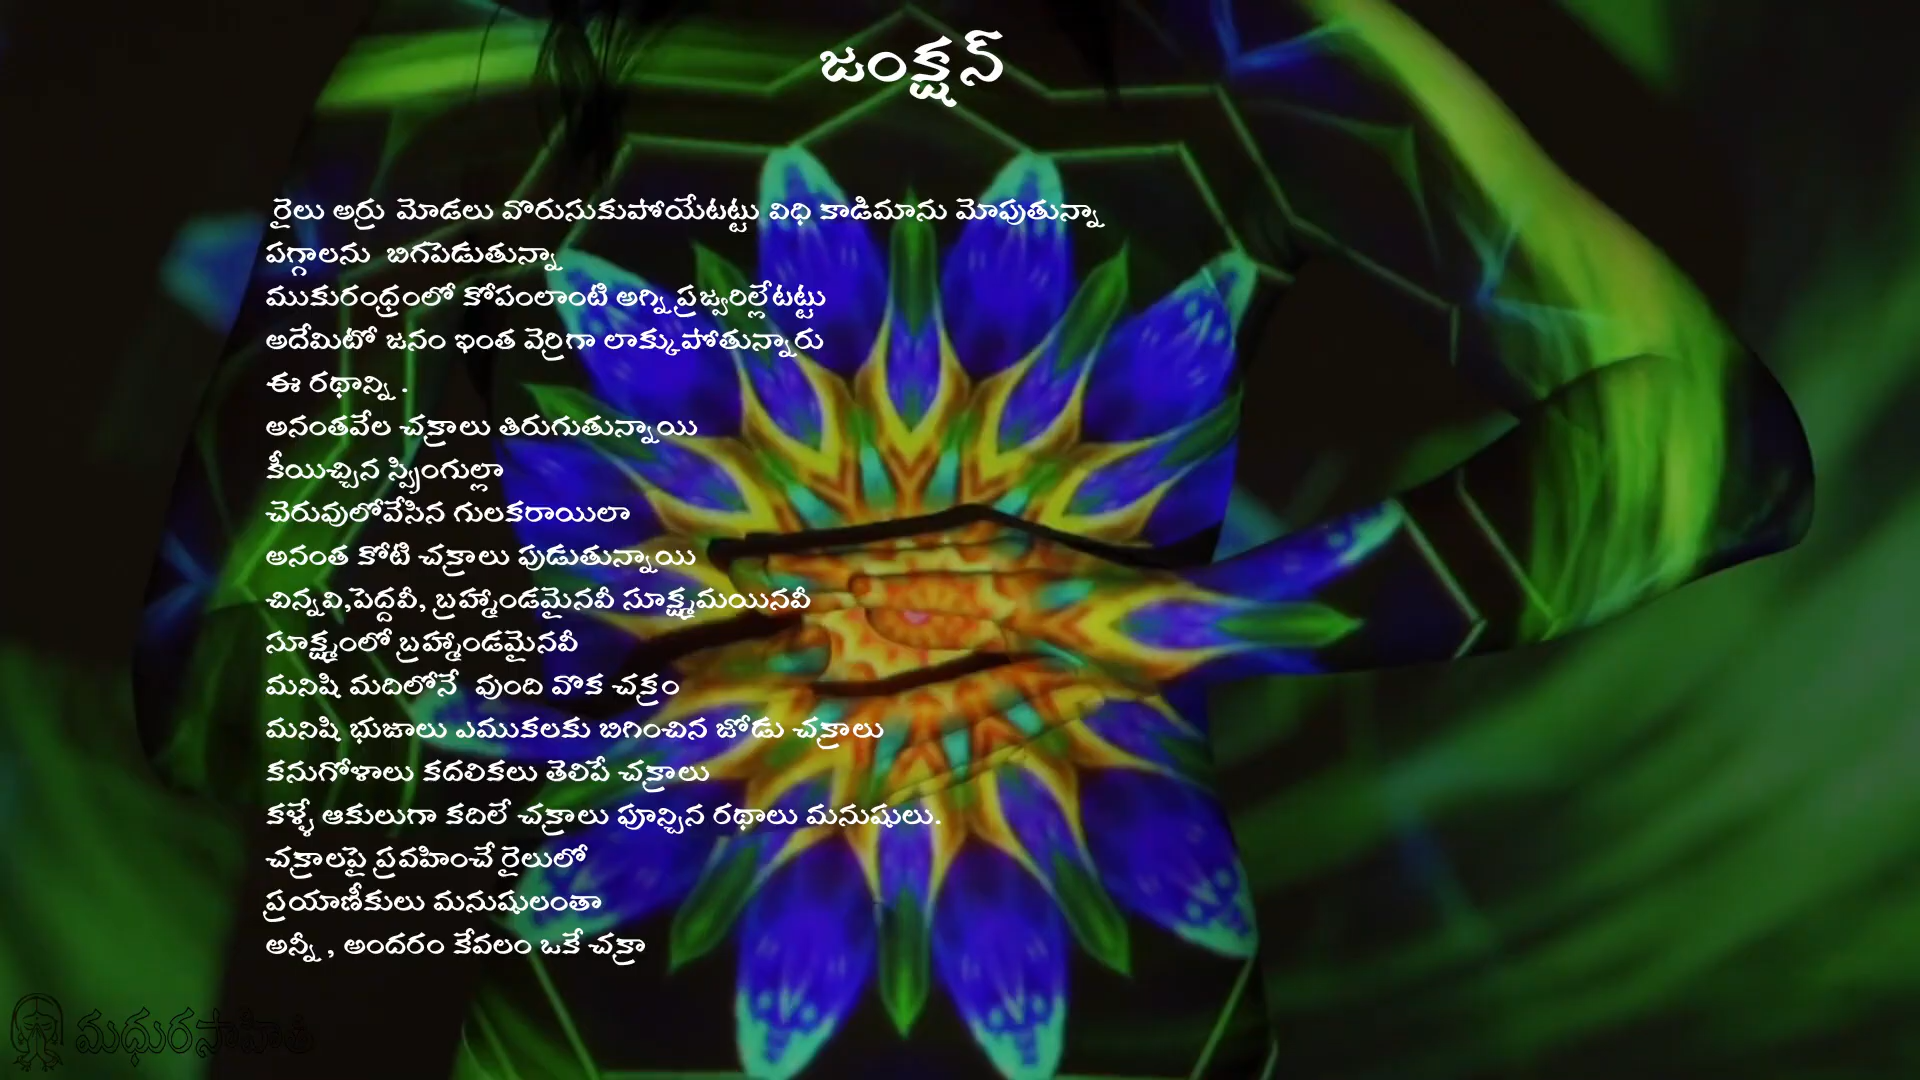 జంక్షన్
రైలు అర్రు మోడలు వొరుసుకుపోయేటట్టు విధి కాడిమాను మోపుతున్నా
పగ్గాలను బిగపెడుతున్నా
ముకురంధ్రంలో కోపంలాంటి అగ్ని ప్రజ్వరిల్లేటట్టు
అదేమిటో జనం ఇంత వెర్రిగా లాక్కుపోతున్నారు
ఈ రథాన్ని .
అనంతవేల చక్రాలు తిరుగుతున్నాయి
కీయిచ్చిన స్ప్రింగుల్లా
చెరువులోవేసిన గులకరాయిలా
అనంత కోటి చక్రాలు పుడుతున్నాయి
చిన్నవి,పెద్దవీ, బ్రహ్మాండమైనవీ సూక్ష్మమయినవీ
సూక్ష్మంలో బ్రహ్మాండమైనవీ
మనిషి మదిలోనే వుంది వొక చక్రం
మనిషి భుజాలు ఎముకలకు బిగించిన జోడు చక్రాలు
కనుగోళాలు కదలికలు తెలిపే చక్రాలు
కళ్ళే ఆకులుగా కదిలే చక్రాలు పూన్చిన రథాలు మనుషులు.
చక్రాలపై ప్రవహించే రైలులో
ప్రయాణీకులు మనుషులంతా
అన్నీ , అందరం కేవలం ఒకే చక్రా
మధురసాహితి